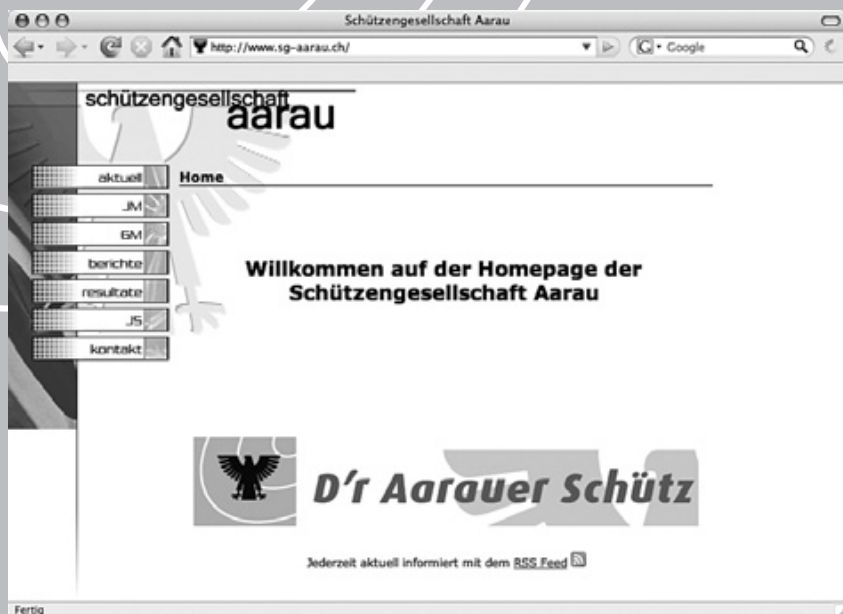 Schützengesellschaft Aarau
http://www.sg-aarau.ch/
G Google
schützengesellschaft
aarau
aktuell
Home
JM
GM
berichte
resultate
JS
kontakt
Willkommen auf der Homepage der
Schützengesellschaft Aarau
D'r Aarauer Schütz
Jederzeit aktuell informiert mit dem RSS Feed
Fertig